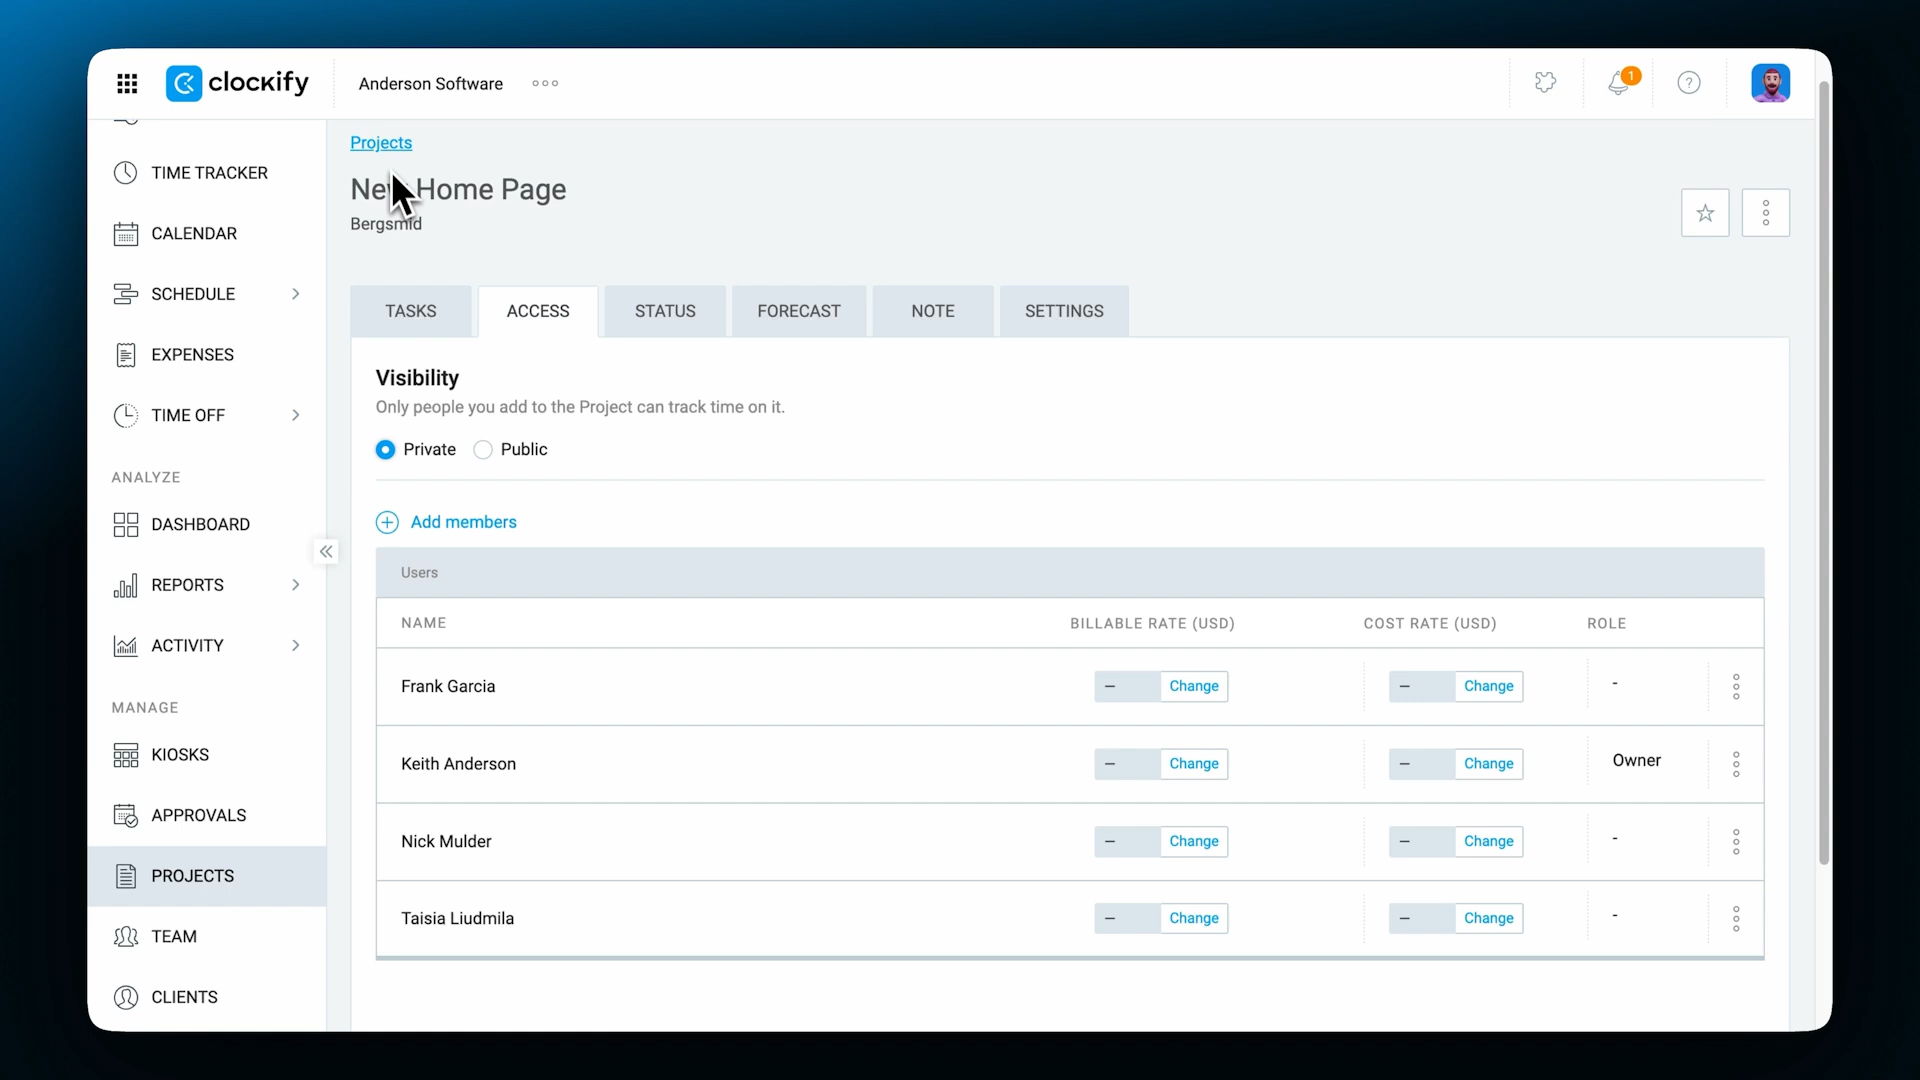 clockify
Anderson Software
1
?
TIME TRACKER
CALENDAR
SCHEDULE
EXPENSES
TIME OFF
ANALYZE
DASHBOARD
REPORTS
ACTIVITY
MANAGE
KIOSKS
APPROVALS
PROJECTS
TEAM
CLIENTS
Projects
New Home Page
Bergsmid
TASKS
ACCESS
STATUS
FORECAST
NOTE
SETTINGS
Visibility
Only people you add to the Project can track time on it.
Private Public
Add members
Users
NAME BILLABLE RATE (USD) COST RATE (USD) ROLE
Frank Garcia – Change – Change -
Keith Anderson – Change – Change Owner
Nick Mulder – Change – Change -
Taisia Liudmila – Change – Change -